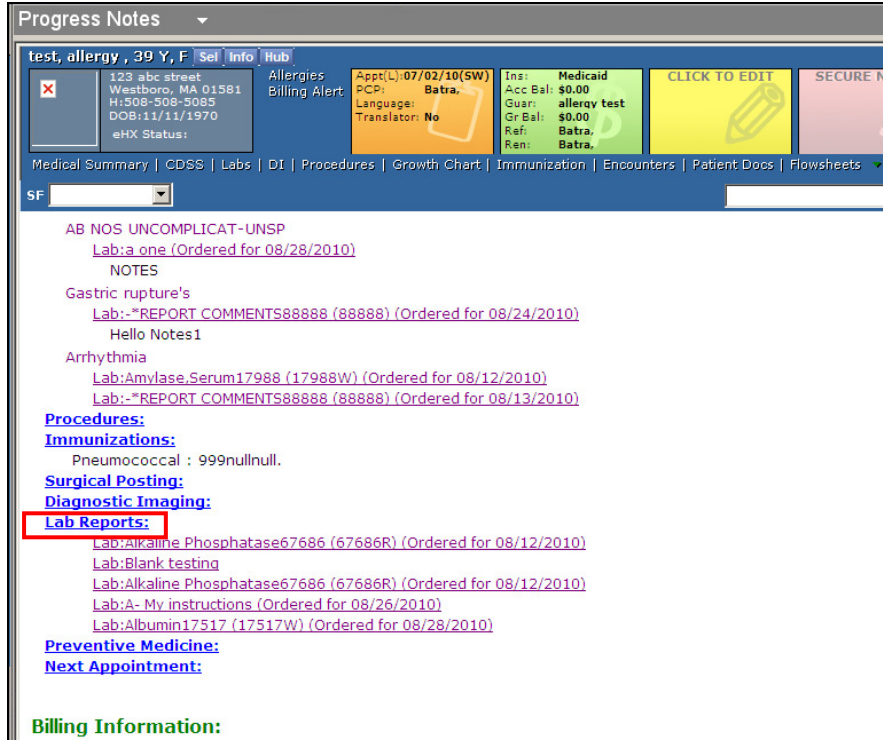 Progress Notes
test, allergy , 39 Y, F Sel Info Hub
123 abc street
Westboro, MA 01581
H:508-508-5085
DOB:11/11/1970
eHX Status:
Allergies
Billing Alert
Appt(L):07/02/10(SW)
PCP: Batra,
Language:
Translator: No
Ins: Medicaid
Acc Bal: $0.00
Guar: allergy test
Gr Bal: $0.00
Ref: Batra,
Ren: Batra,
CLICK TO EDIT
SECURE N
Medical Summary | CDSS | Labs | DI | Procedures | Growth Chart | Immunization | Encounters | Patient Docs | Flowsheets
SF
AB NOS UNCOMPLICAT-UNSP
Lab:a one (Ordered for 08/28/2010)
NOTES
Gastric rupture's
Lab:-*REPORT COMMENTS88888 (88888) (Ordered for 08/24/2010)
Hello Notes1
Arrhythmia
Lab:Amylase,Serum17988 (17988W) (Ordered for 08/12/2010)
Lab:-*REPORT COMMENTS88888 (88888) (Ordered for 08/13/2010)
Procedures:
Immunizations:
Pneumococcal : 999nullnull.
Surgical Posting:
Diagnostic Imaging:
Lab Reports:
Lab:Alkaline Phosphatase67686 (67686R) (Ordered for 08/12/2010)
Lab:Blank testing
Lab:Alkaline Phosphatase67686 (67686R) (Ordered for 08/12/2010)
Lab:A- My instructions (Ordered for 08/26/2010)
Lab:Albumin17517 (17517W) (Ordered for 08/28/2010)
Preventive Medicine:
Next Appointment:
Billing Information: